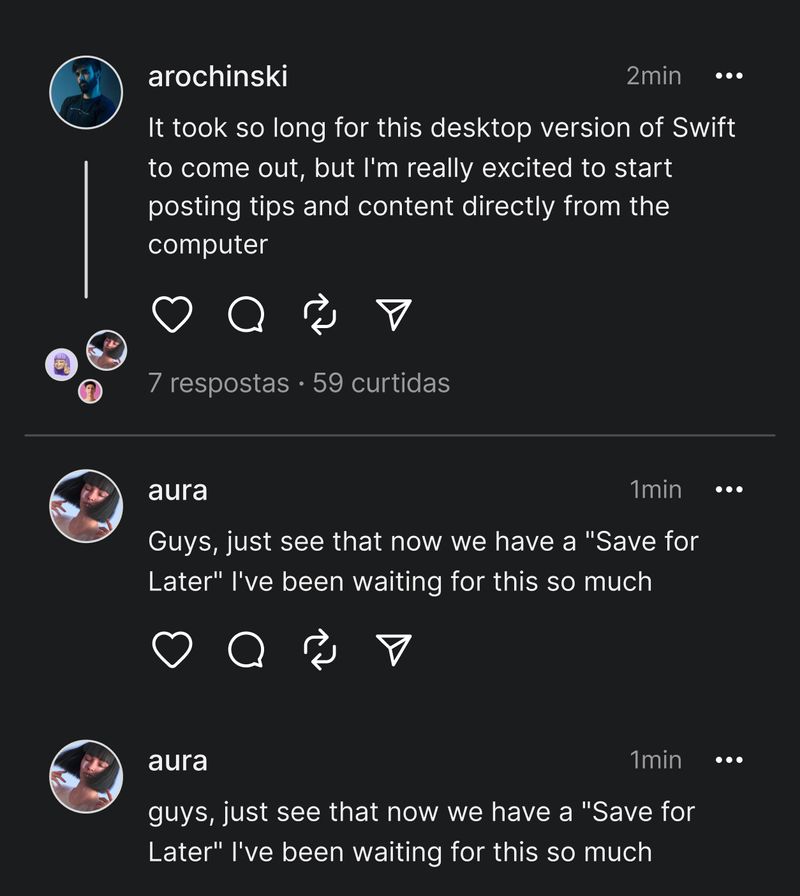 arochinski 2min
It took so long for this desktop version of Swift
to come out, but I'm really excited to start
posting tips and content directly from the
computer
7 respostas • 59 curtidas
aura 1min
Guys, just see that now we have a "Save for
Later" I've been waiting for this so much
aura 1min
guys, just see that now we have a "Save for
Later" I've been waiting for this so much